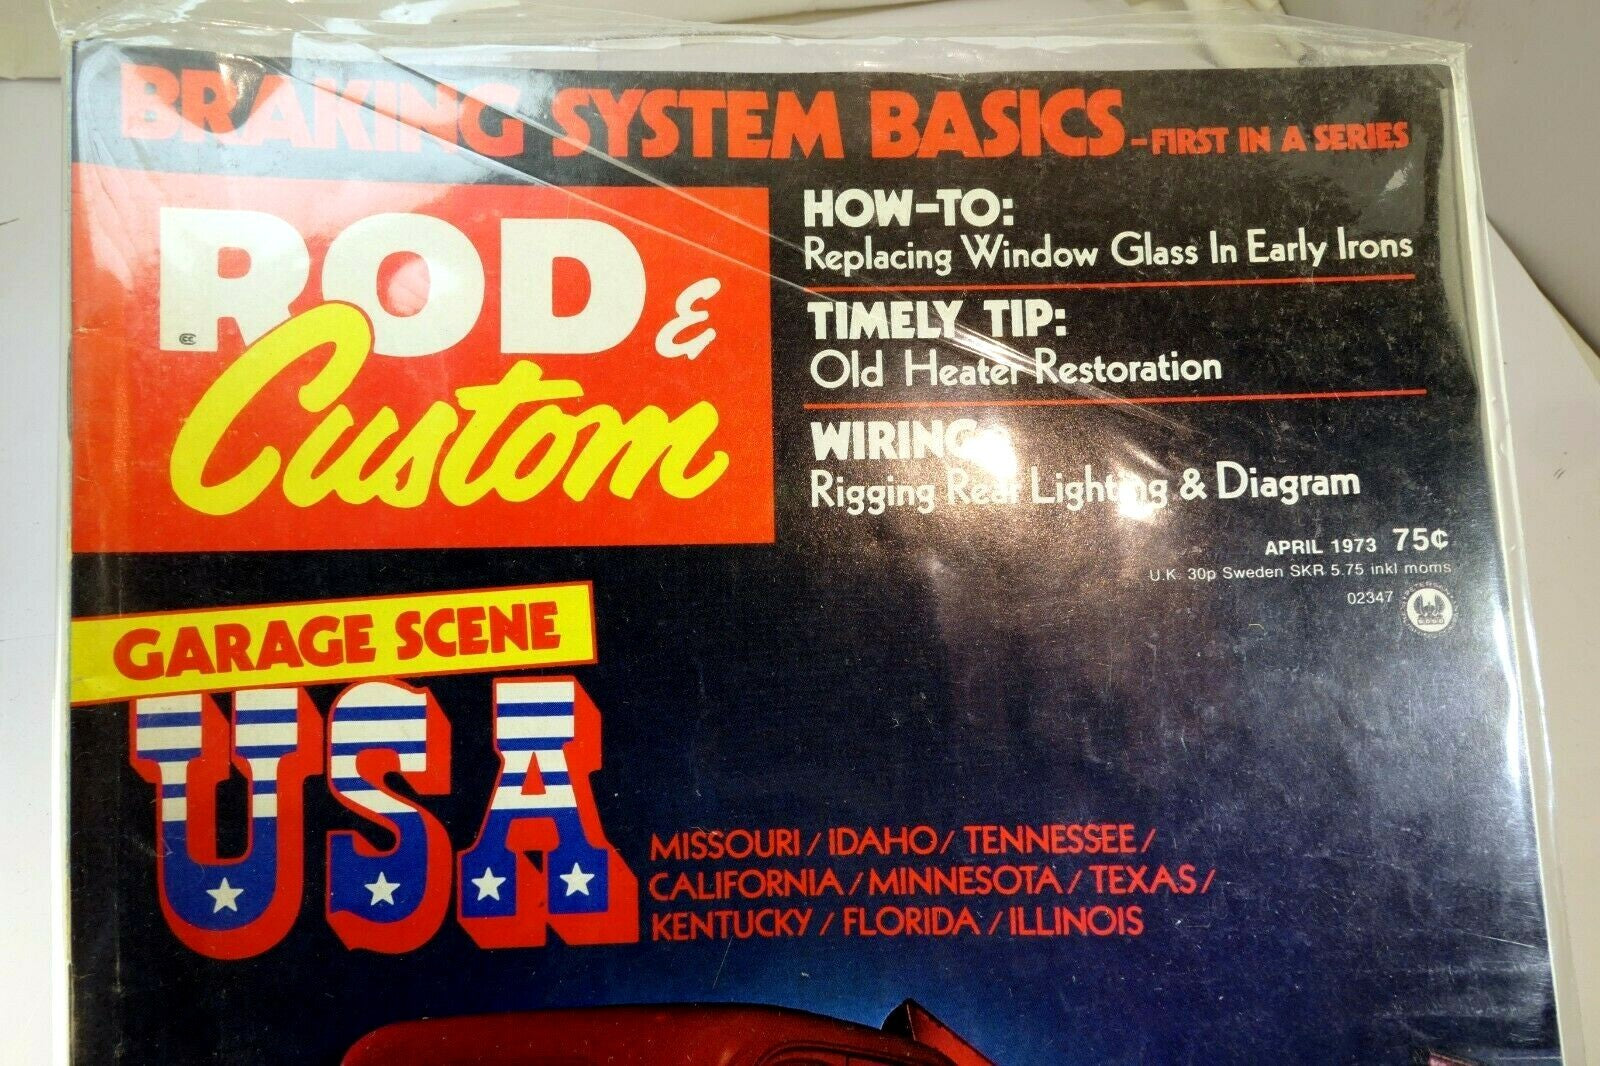 BRAKING SYSTEM BASICS–FIRST IN A SERIES
ROD &
Custom
HOW-TO:
Replacing Window Glass In Early Irons
TIMELY TIP:
Old Heater Restoration
WIRING:
Rigging Rear Lighting & Diagram
APRIL 1973 75¢
U.K. 30p Sweden SKR 5.75 inkl moms
02347
GARAGE SCENE
USA
MISSOURI/IDAHO/TENNESSEE/
CALIFORNIA/MINNESOTA/TEXAS/
KENTUCKY/FLORIDA/ILLINOIS